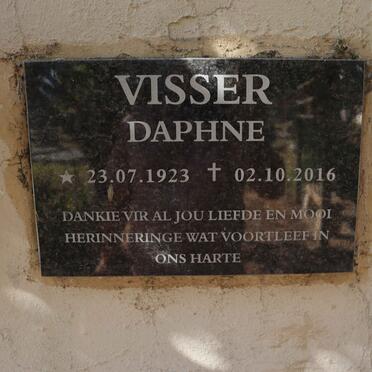 VISSER
DAPHNE
★ 23.07.1923 ✝ 02.10.2016
DANKIE VIR AL JOU LIEFDE EN MOOI
HERINNERINGE WAT VOORTLEEF IN
ONS HARTE